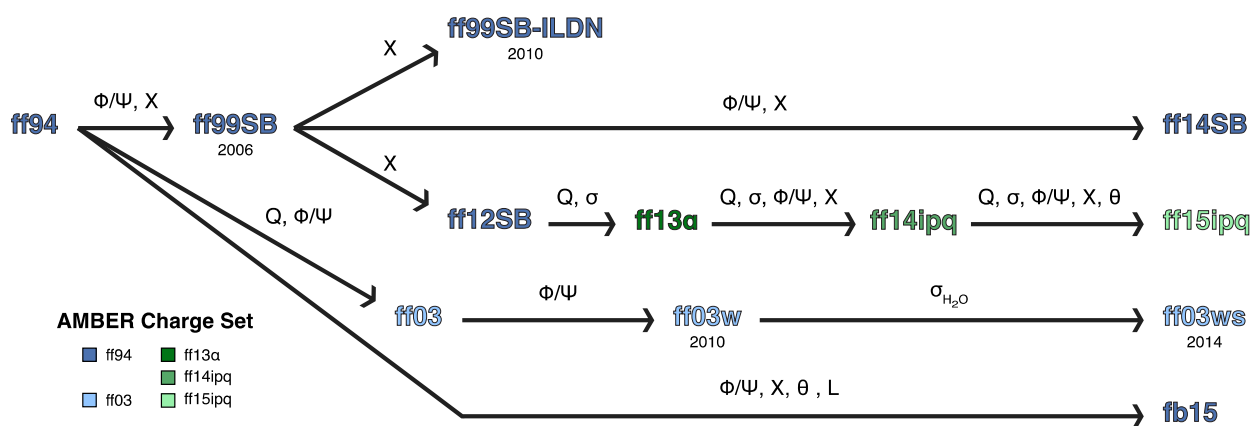 ff99SB-ILDN
2010
X
Φ/Ψ, X
Φ/Ψ, X
ff94
ff99SB
2006
ff14SB
X
Q, Φ/Ψ
Q, σ
Q, σ, Φ/Ψ, X
Q, σ, Φ/Ψ, X, θ
ff12SB
ff13α
ff14ipq
ff15ipq
Φ/Ψ
σH₂O
ff03
ff03w
2010
ff03ws
2014
AMBER Charge Set
ff94
ff13α
ff14ipq
ff03
ff15ipq
Φ/Ψ, X, θ , L
fb15